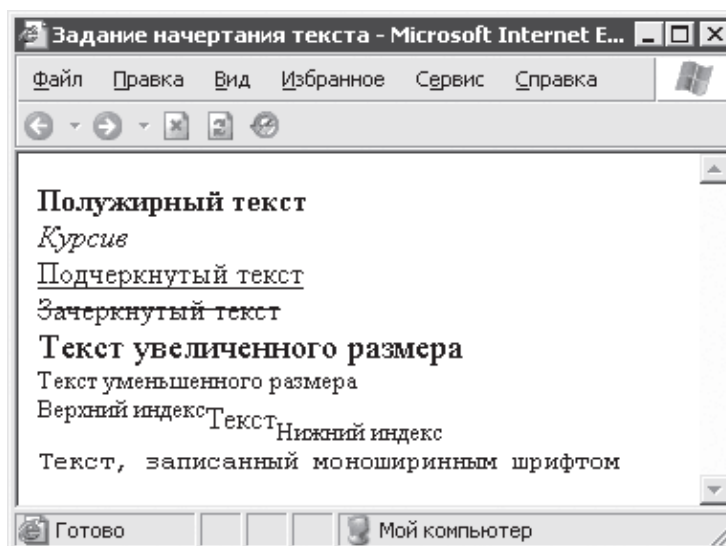 Задание начертания текста - Microsoft Internet E...
Файл Правка Вид Избранное Сервис Справка
Полужирный текст
Курсив
Подчеркнутый текст
Зачеркнутый текст
Текст увеличенного размера
Текст уменьшенного размера
Верхний индексТекстНижний индекс
Текст, записанный моноширинным шрифтом
Готово Мой компьютер